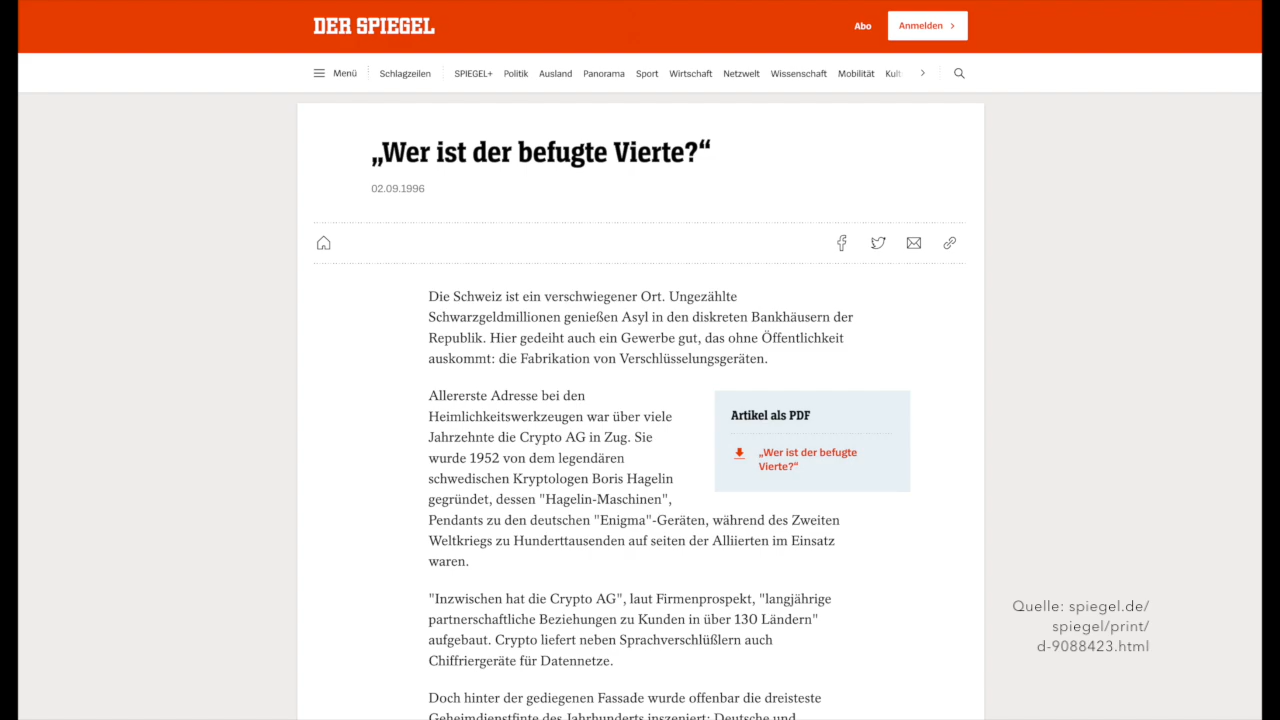 DER SPIEGEL
Abo
Anmelden
Menü
Schlagzeilen
SPIEGEL+
Politik
Ausland
Panorama
Sport
Wirtschaft
Netzwelt
Wissenschaft
Mobilität
Kult
„Wer ist der befugte Vierte?“
02.09.1996
Die Schweiz ist ein verschwiegener Ort. Ungezählte
Schwarzgeldmillionen genießen Asyl in den diskreten Bankhäusern der
Republik. Hier gedeiht auch ein Gewerbe gut, das ohne Öffentlichkeit
auskommt: die Fabrikation von Verschlüsselungsgeräten.
Allererste Adresse bei den
Heimlichkeitswerkzeugen war über viele
Jahrzehnte die Crypto AG in Zug. Sie
wurde 1952 von dem legendären
schwedischen Kryptologen Boris Hagelin
gegründet, dessen "Hagelin-Maschinen",
Pendants zu den deutschen "Enigma"-Geräten, während des Zweiten
Weltkriegs zu Hunderttausenden auf seiten der Alliierten im Einsatz
waren.
Artikel als PDF
„Wer ist der befugte
Vierte?“
"Inzwischen hat die Crypto AG", laut Firmenprospekt, "langjährige
partnerschaftliche Beziehungen zu Kunden in über 130 Ländern"
aufgebaut. Crypto liefert neben Sprachverschlüßlern auch
Chiffriergeräte für Datennetze.
Doch hinter der gediegenen Fassade wurde offenbar die dreisteste
Geheimdienstfinte des Jahrhunderts inszeniert: Deutsche und
Quelle: spiegel.de/
spiegel/print/
d-9088423.html